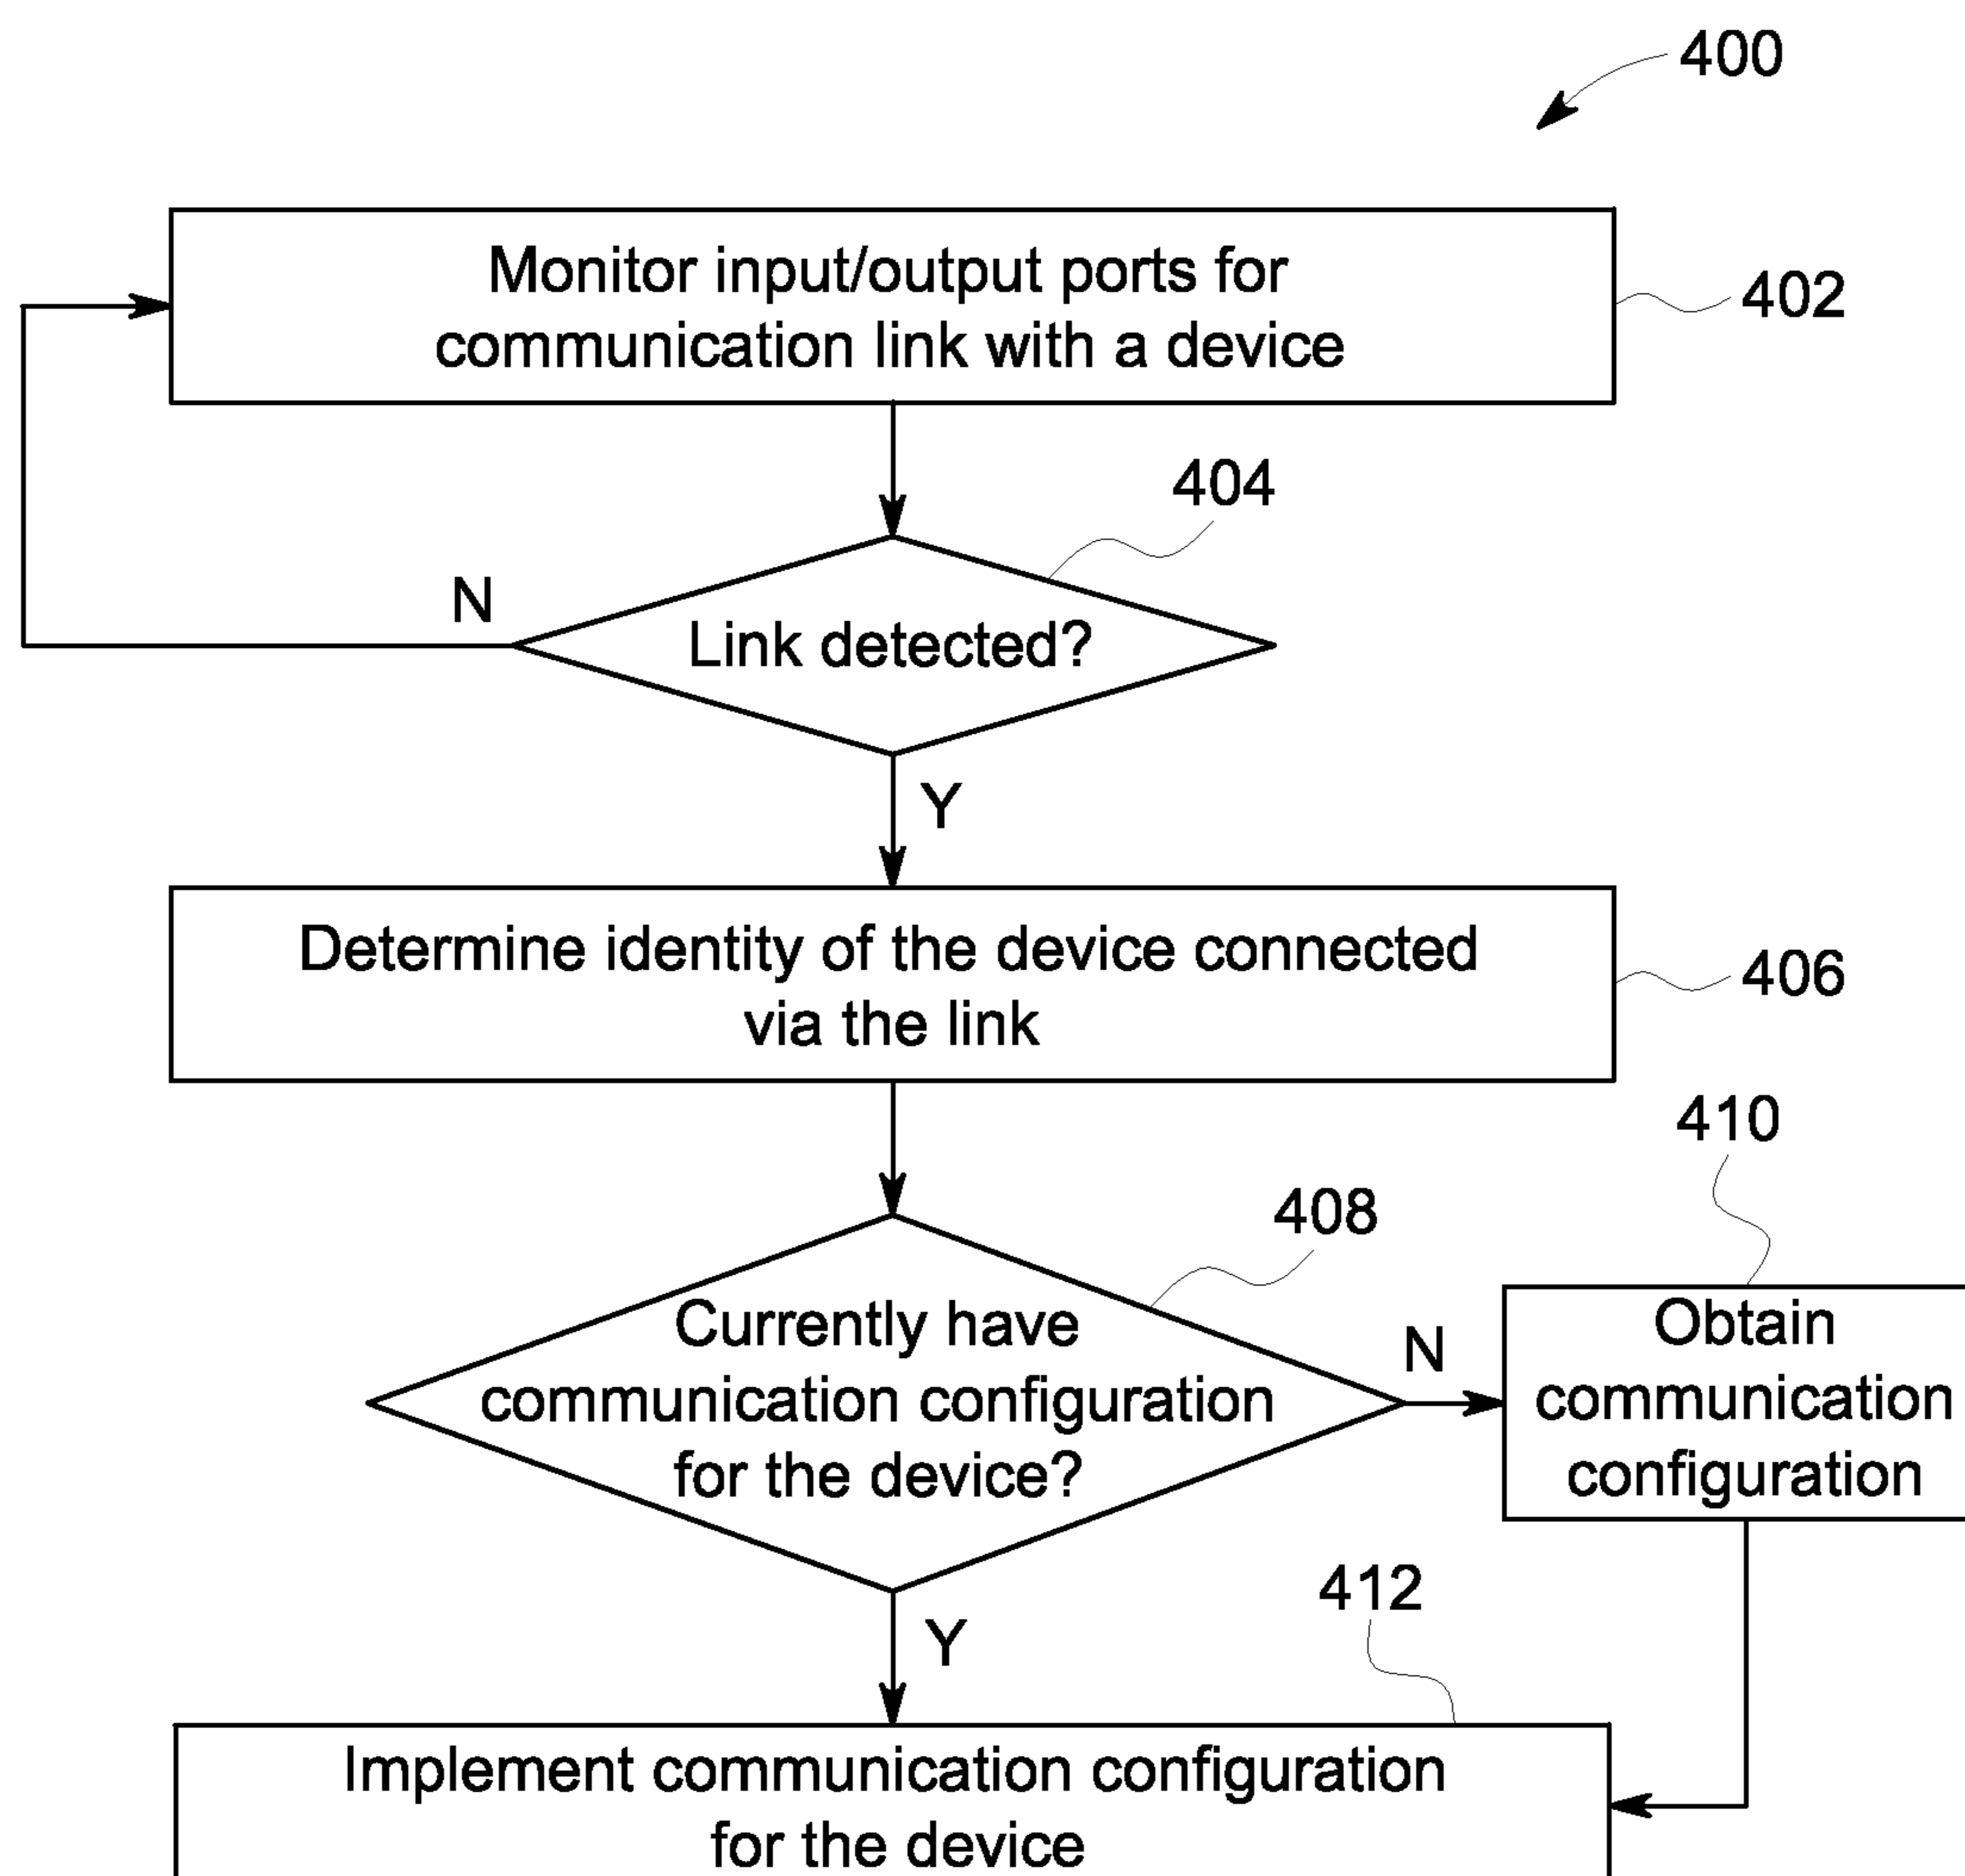 400
Monitor input/output ports for
communication link with a device
402
404
N
Link detected?
Y
Determine identity of the device connected
via the link
406
410
408
Currently have
communication configuration
for the device?
N
Obtain
communication
configuration
412
Y
Implement communication configuration
for the device